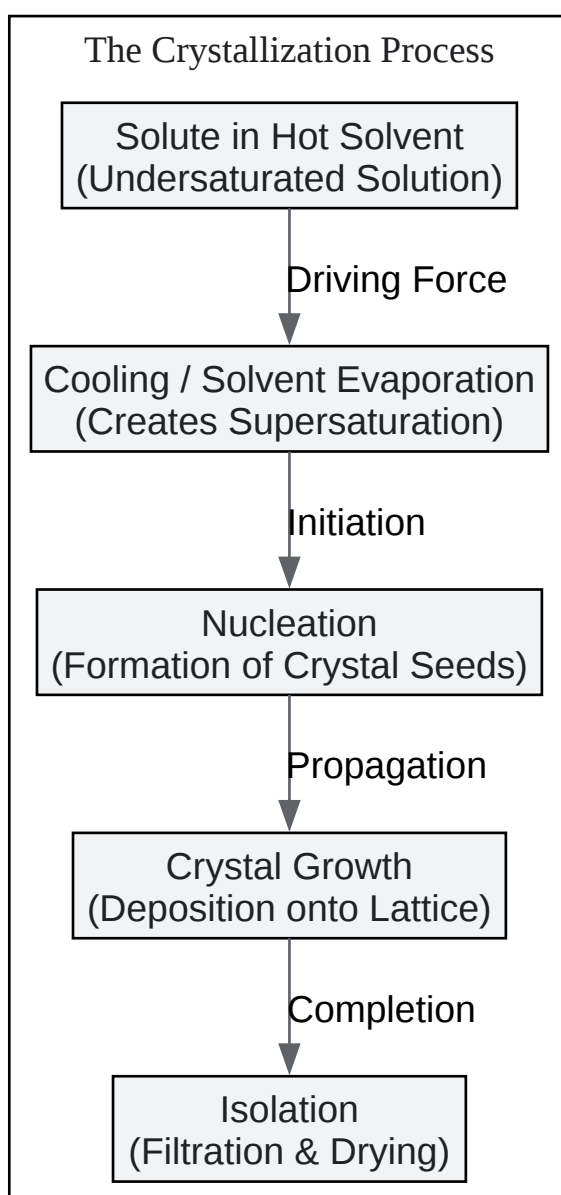 The Crystallization Process
Solute in Hot Solvent
(Undersaturated Solution)
Driving Force
Cooling / Solvent Evaporation
(Creates Supersaturation)
Initiation
Nucleation
(Formation of Crystal Seeds)
Propagation
Crystal Growth
(Deposition onto Lattice)
Completion
Isolation
(Filtration & Drying)